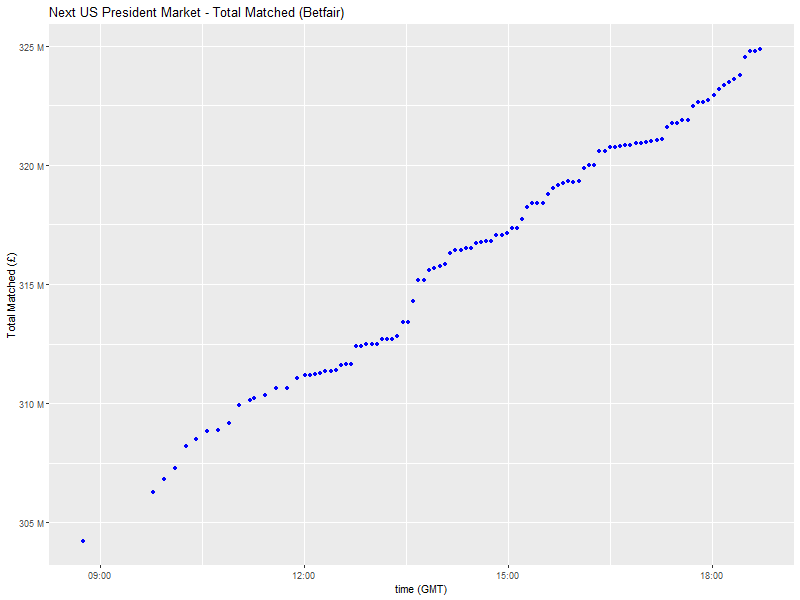 Next US President Market - Total Matched (Betfair)
325 M
320 M
315 M
310 M
305 M
Total Matched (£)
09:00
12:00
15:00
18:00
time (GMT)